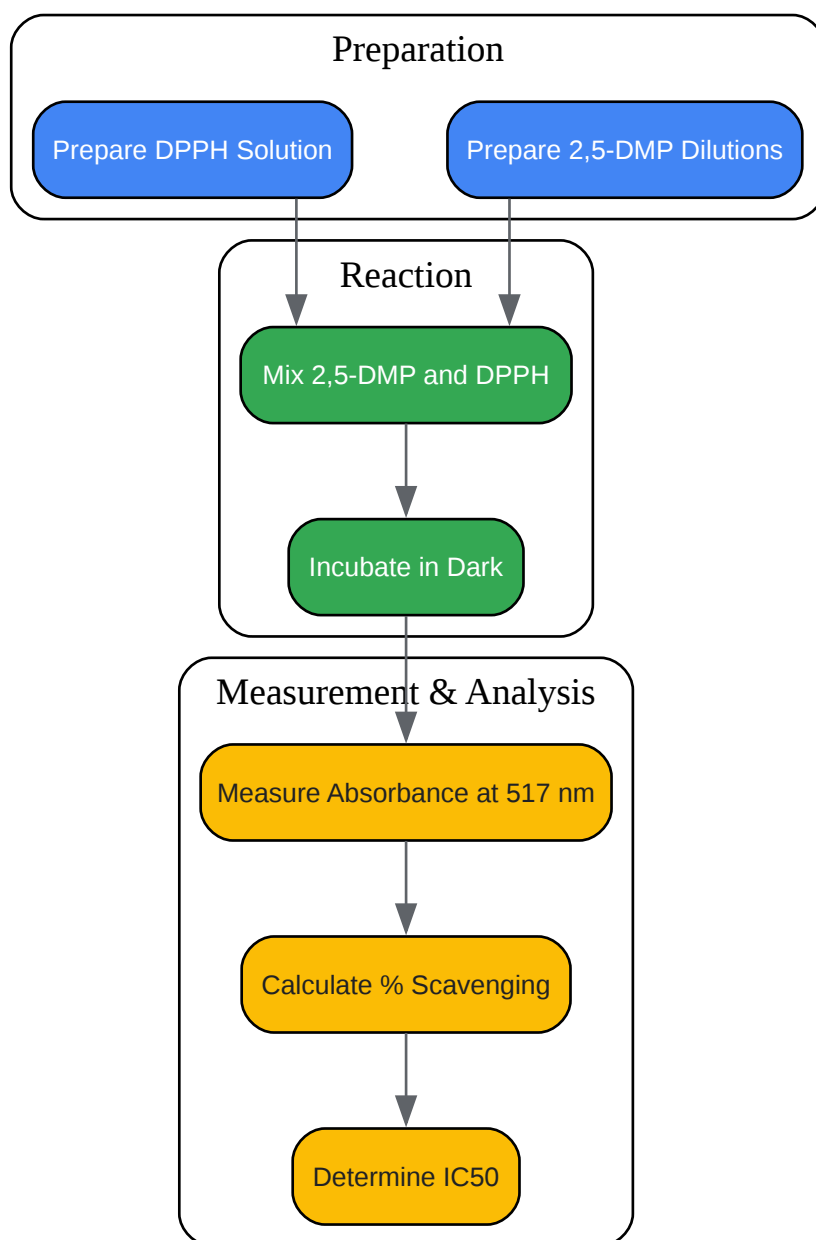 Preparation
Prepare DPPH Solution
Prepare 2,5-DMP Dilutions
Reaction
Mix 2,5-DMP and DPPH
Incubate in Dark
Measurement & Analysis
Measure Absorbance at 517 nm
Calculate % Scavenging
Determine IC50